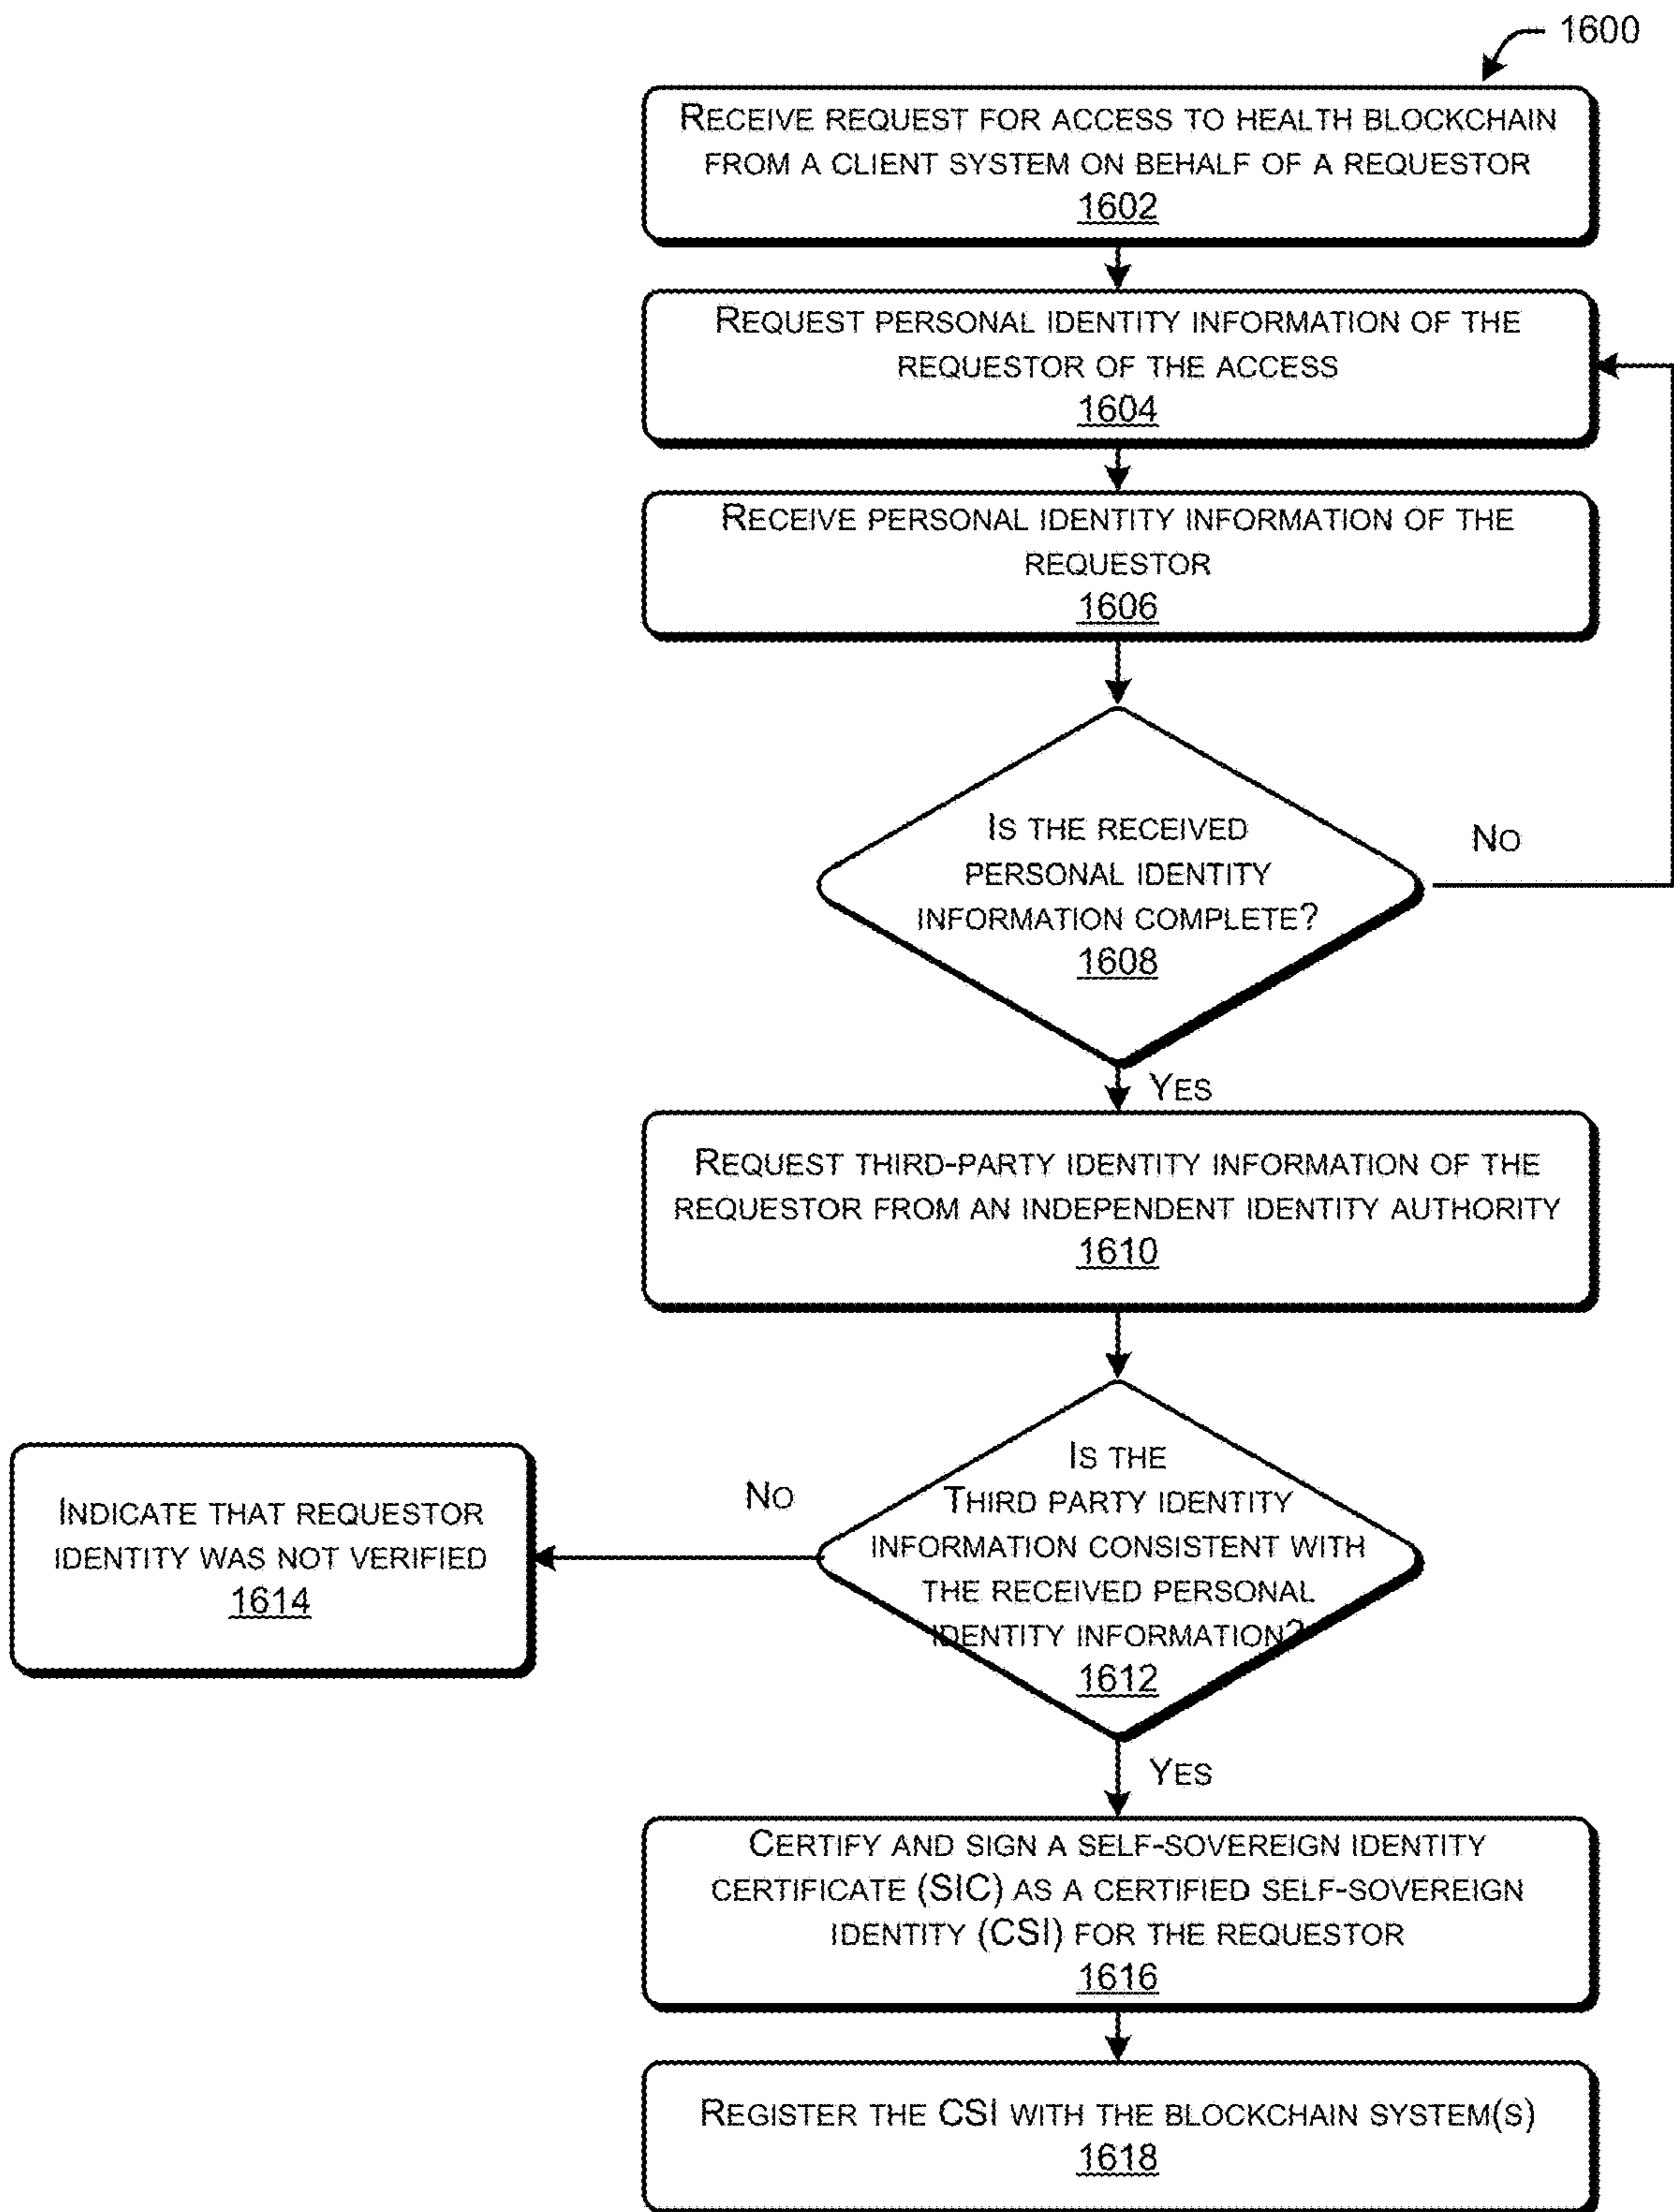 1600
RECEIVE REQUEST FOR ACCESS TO HEALTH BLOCKCHAIN
FROM A CLIENT SYSTEM ON BEHALF OF A REQUESTOR
1602
REQUEST PERSONAL IDENTITY INFORMATION OF THE
REQUESTOR OF THE ACCESS
1604
RECEIVE PERSONAL IDENTITY INFORMATION OF THE
REQUESTOR
1606
IS THE RECEIVED
PERSONAL IDENTITY
INFORMATION COMPLETE?
1608
NO
YES
REQUEST THIRD-PARTY IDENTITY INFORMATION OF THE
REQUESTOR FROM AN INDEPENDENT IDENTITY AUTHORITY
1610
IS THE
THIRD PARTY IDENTITY
INFORMATION CONSISTENT WITH
THE RECEIVED PERSONAL
IDENTITY INFORMATION?
1612
NO
INDICATE THAT REQUESTOR
IDENTITY WAS NOT VERIFIED
1614
YES
CERTIFY AND SIGN A SELF-SOVEREIGN IDENTITY
CERTIFICATE (SIC) AS A CERTIFIED SELF-SOVEREIGN
IDENTITY (CSI) FOR THE REQUESTOR
1616
REGISTER THE CSI WITH THE BLOCKCHAIN SYSTEM(S)
1618